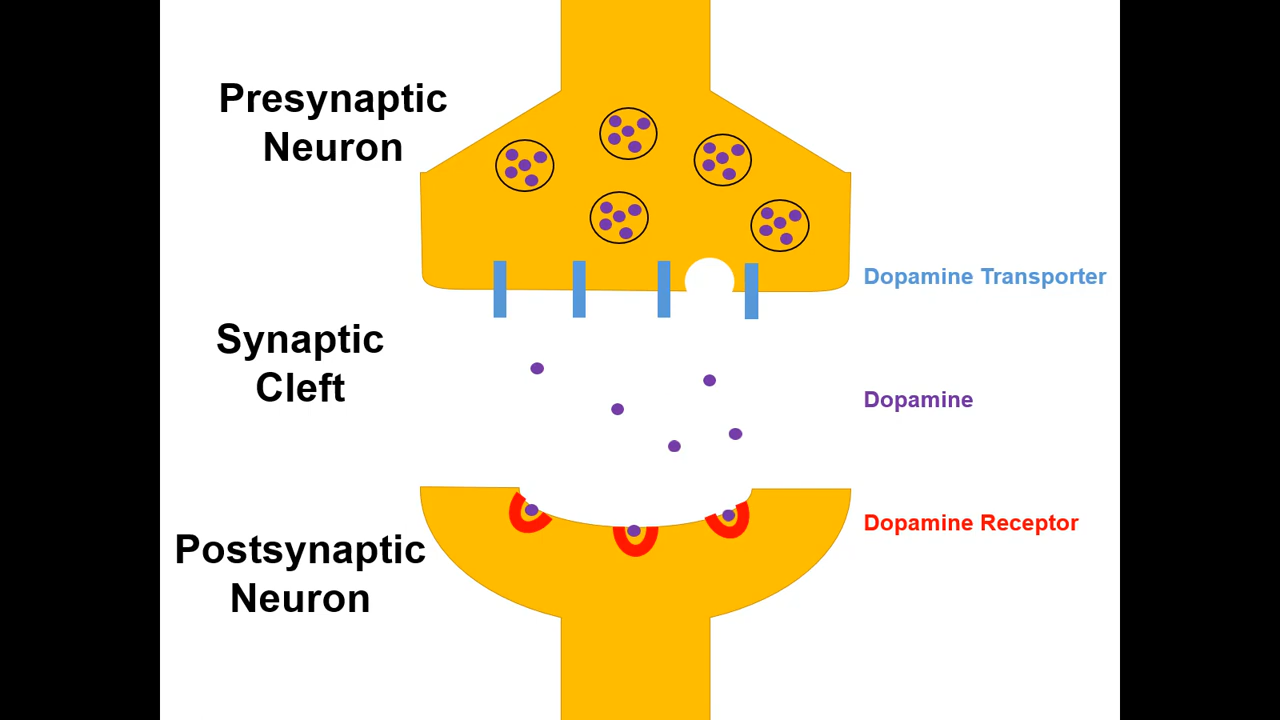 Presynaptic
Neuron
Dopamine Transporter
Synaptic
Cleft
Dopamine
Dopamine Receptor
Postsynaptic
Neuron